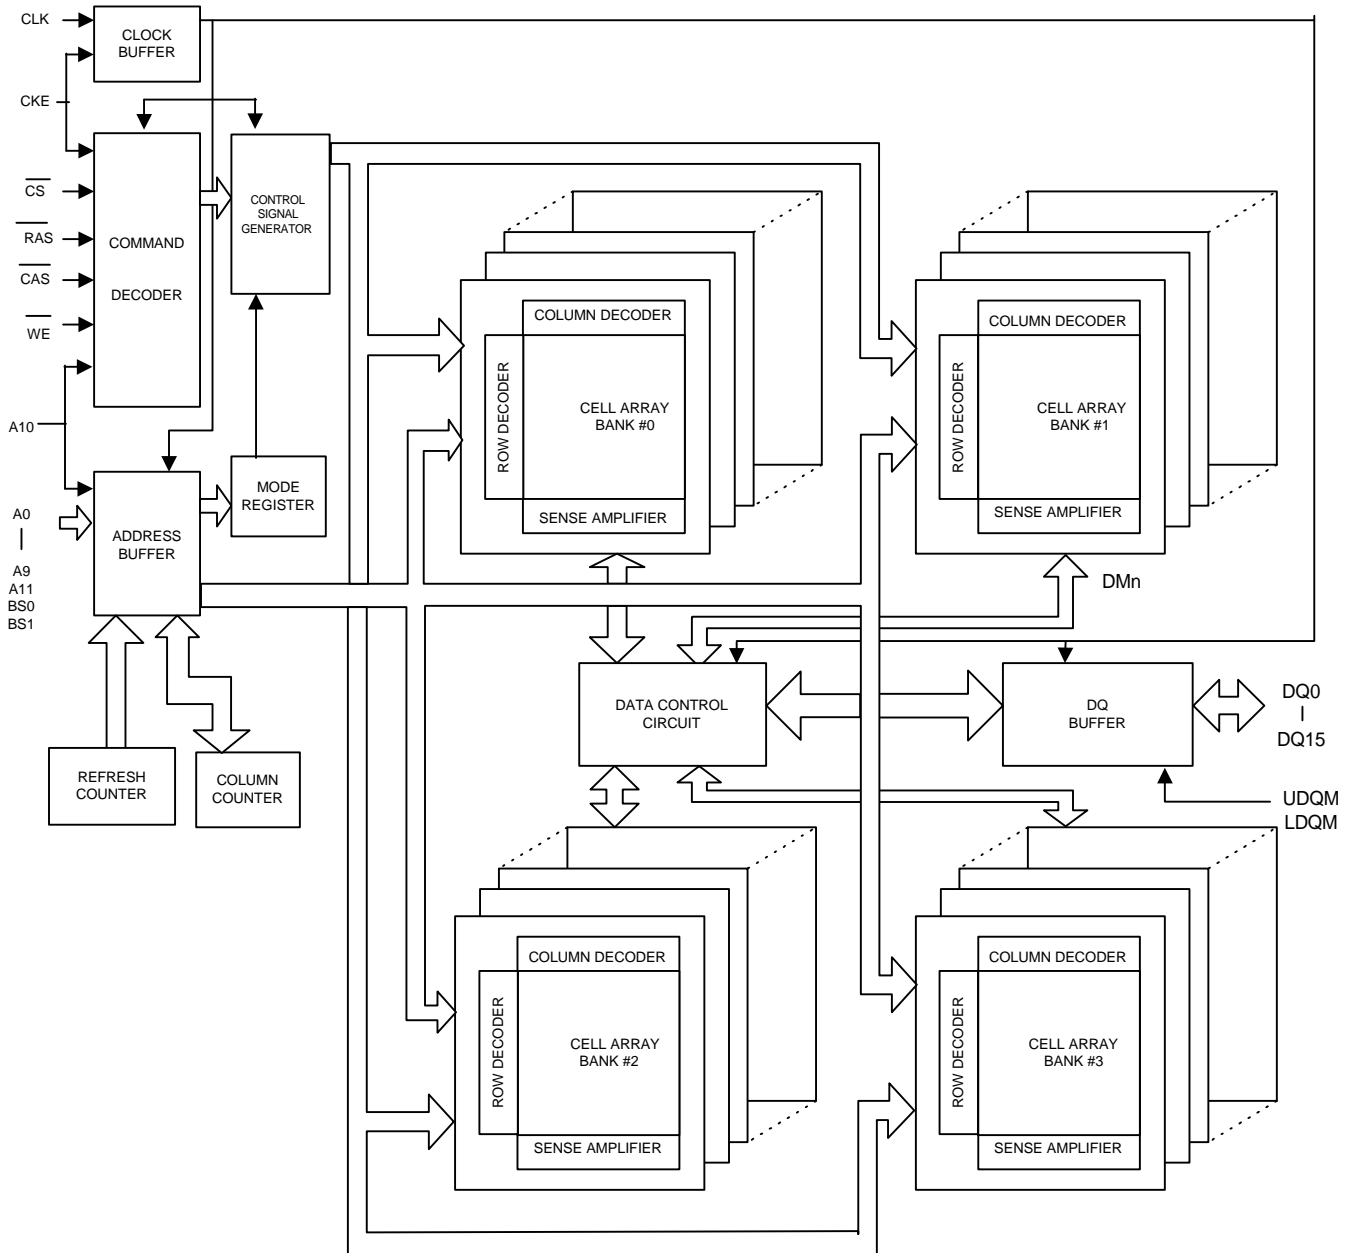 CLK
CLOCK
BUFFER
CKE
CS
RAS
CAS
WE
COMMAND
DECODER
CONTROL
SIGNAL
GENERATOR
A10
MODE
REGISTER
A0
A9
A11
BS0
BS1
ADDRESS
BUFFER
REFRESH
COUNTER
COLUMN
COUNTER
COLUMN DECODER
ROW DECODER
CELL ARRAY
BANK #0
SENSE AMPLIFIER
COLUMN DECODER
ROW DECODER
CELL ARRAY
BANK #1
SENSE AMPLIFIER
DMn
DATA CONTROL
CIRCUIT
DQ
BUFFER
DQ0
DQ15
UDQM
LDQM
COLUMN DECODER
ROW DECODER
CELL ARRAY
BANK #2
SENSE AMPLIFIER
COLUMN DECODER
ROW DECODER
CELL ARRAY
BANK #3
SENSE AMPLIFIER